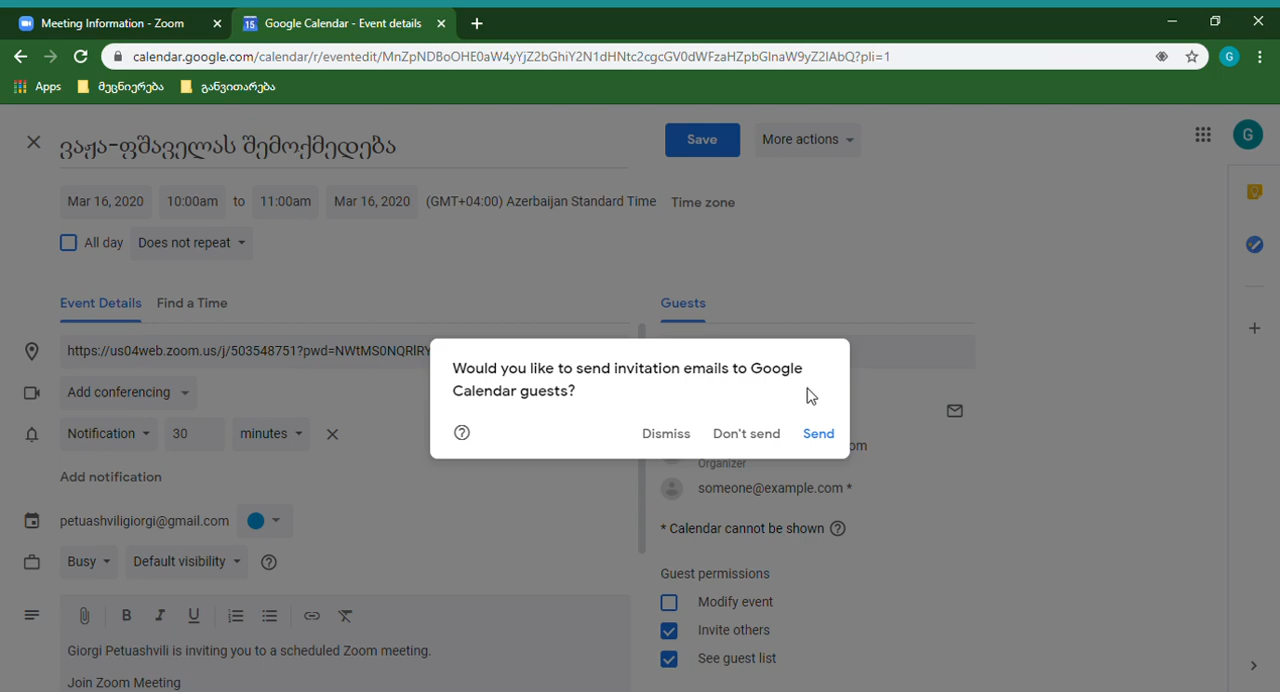 Meeting Information - Zoom
Google Calendar - Event details
calendar.google.com/calendar/r/eventedit/MnZpNDBoOHE0aW4yYjZ2bGhiY2N1dHNtc2cgcGV0dWFzaHZpbGlnaW9yZ2lAbQ?pli=1
G
Apps
მეცნიერება
განვითარება
ვაჟა-ფშაველას შემოქმედება
Save
More actions
G
Mar 16, 2020 10:00am to 11:00am Mar 16, 2020 (GMT+04:00) Azerbaijan Standard Time Time zone
All day Does not repeat
Event Details Find a Time
Guests
https://us04web.zoom.us/j/503548751?pwd=NWtMS0NQRlRY
Would you like to send invitation emails to Google
Calendar guests?
Dismiss Don't send Send
Add conferencing
Notification 30 minutes
Add notification
om
Organizer
someone@example.com *
* Calendar cannot be shown
petuashviligiorgi@gmail.com
Busy Default visibility
Guest permissions
Modify event
Invite others
See guest list
B I U
Giorgi Petuashvili is inviting you to a scheduled Zoom meeting.
Join Zoom Meeting